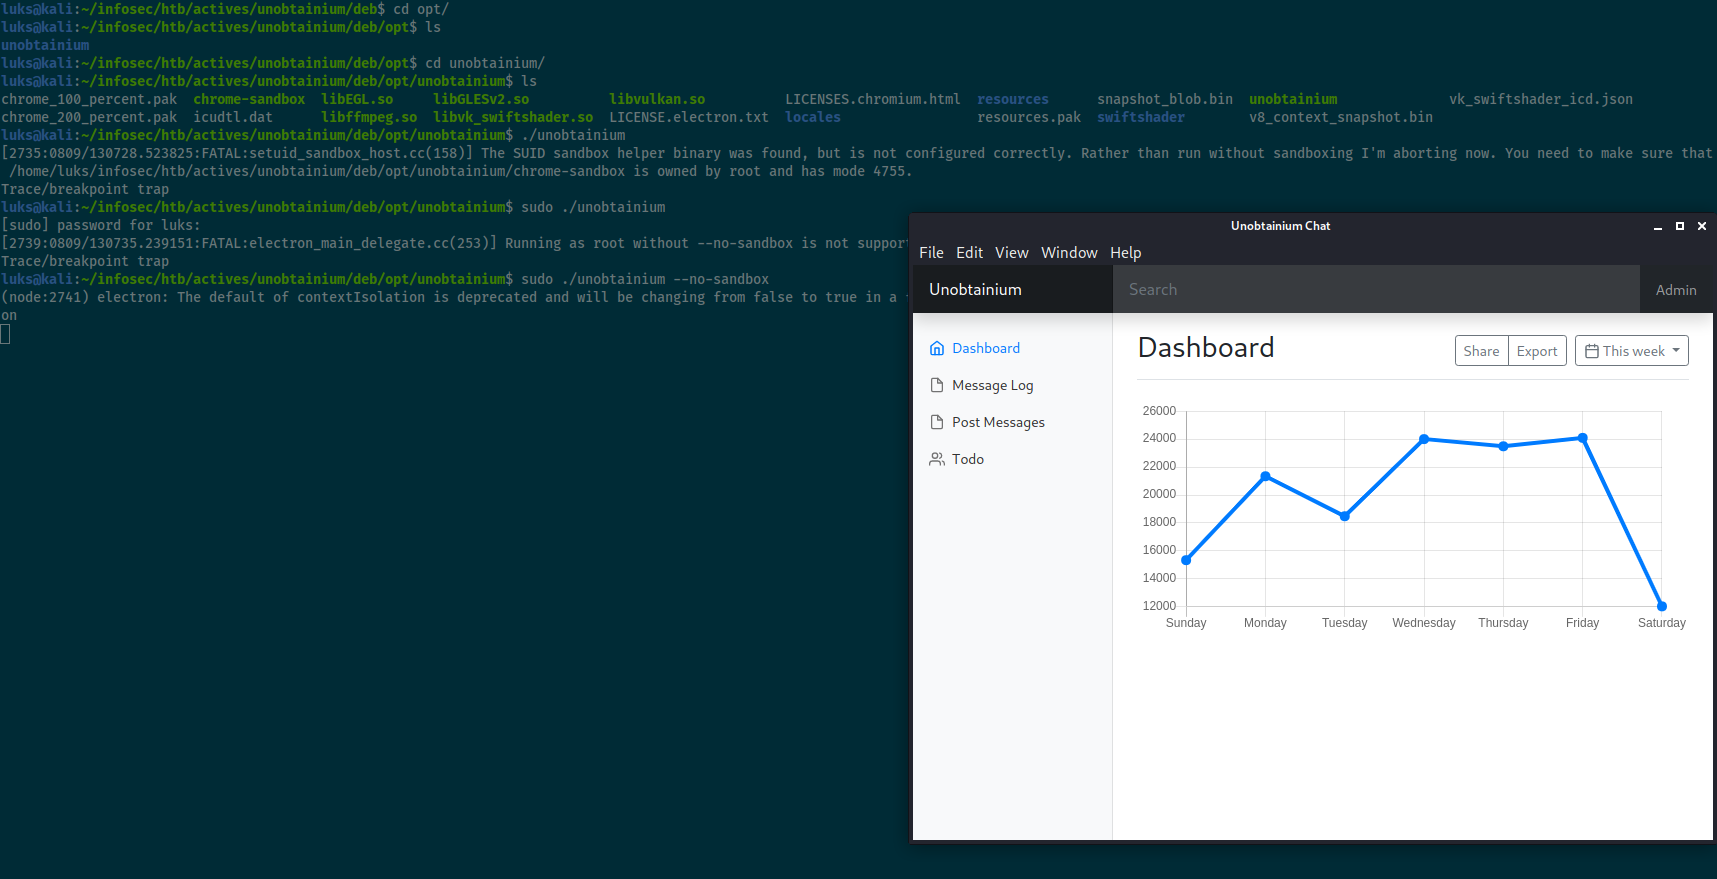 luks@kali:~/infosec/htb/actives/unobtainium/deb$ cd opt/
luks@kali:~/infosec/htb/actives/unobtainium/deb/opt$ ls
unobtainium
luks@kali:~/infosec/htb/actives/unobtainium/deb/opt$ cd unobtainium/
luks@kali:~/infosec/htb/actives/unobtainium/deb/opt/unobtainium$ ls
chrome_100_percent.pak chrome-sandbox libEGL.so libGLESv2.so libvulkan.so LICENSES.chromium.html resources snapshot_blob.bin unobtainium vk_swiftshader_icd.json
chrome_200_percent.pak icudtl.dat libffmpeg.so libvk_swiftshader.so LICENSE.electron.txt locales resources.pak swiftshader v8_context_snapshot.bin
luks@kali:~/infosec/htb/actives/unobtainium/deb/opt/unobtainium$ ./unobtainium
[2735:0809/130728.523825:FATAL:setuid_sandbox_host.cc(158)] The SUID sandbox helper binary was found, but is not configured correctly. Rather than run without sandboxing I'm aborting now. You need to make sure that
/home/luks/infosec/htb/actives/unobtainium/deb/opt/unobtainium/chrome-sandbox is owned by root and has mode 4755.
Trace/breakpoint trap
luks@kali:~/infosec/htb/actives/unobtainium/deb/opt/unobtainium$ sudo ./unobtainium
[sudo] password for luks:
[2739:0809/130735.239151:FATAL:electron_main_delegate.cc(253)] Running as root without --no-sandbox is not support
Trace/breakpoint trap
luks@kali:~/infosec/htb/actives/unobtainium/deb/opt/unobtainium$ sudo ./unobtainium --no-sandbox
(node:2741) electron: The default of contextIsolation is deprecated and will be changing from false to true in a
on
Unobtainium Chat
File Edit View Window Help
Unobtainium Search Admin
Dashboard
Message Log
Post Messages
Todo
Dashboard
Share Export This week
26000
24000
22000
20000
18000
16000
14000
12000
Sunday Monday Tuesday Wednesday Thursday Friday Saturday